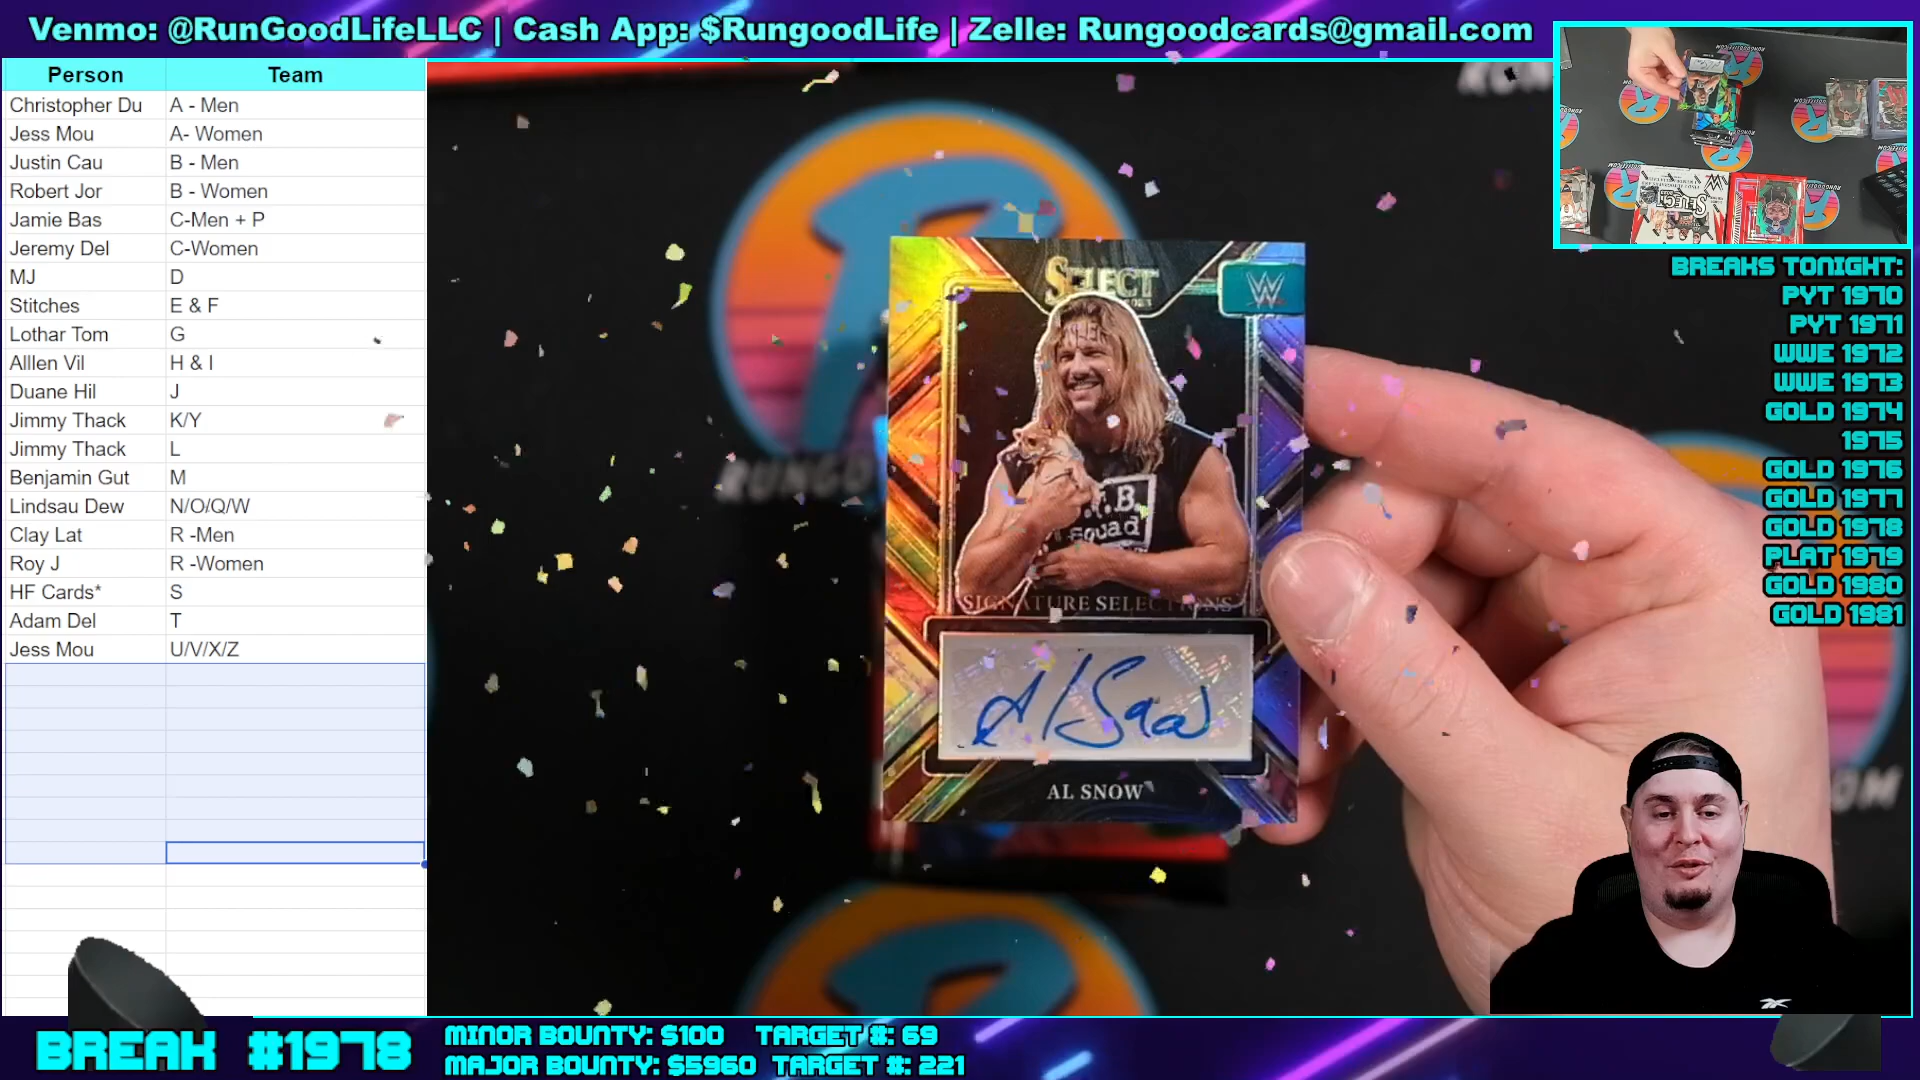 Venmo: @RunGoodLifeLLC | Cash App: $RungoodLife | Zelle: Rungoodcards@gmail.com
Person Team
Christopher Du A - Men
Jess Mou A- Women
Justin Cau B - Men
Robert Jor B - Women
Jamie Bas C-Men + P
Jeremy Del C-Women
MJ D
Stitches E & F
Lothar Tom G
Alllen Vil H & I
Duane Hil J
Jimmy Thack K/Y
Jimmy Thack L
Benjamin Gut M
Lindsau Dew N/O/Q/W
Clay Lat R -Men
Roy J R -Women
HF Cards* S
Adam Del T
Jess Mou U/V/X/Z
SELECT
W
Squad
SIGNATURE SELECTIONS
Al Snow
AL SNOW
RUNGO
SELECT
BREAKS TONIGHT:
PYT 1970
PYT 1971
WWE 1972
WWE 1973
GOLD 1974
1975
GOLD 1976
GOLD 1977
GOLD 1978
PLAT 1979
GOLD 1980
GOLD 1981
BREAK #1978
MINOR BOUNTY: $100 TARGET #: 69
MAJOR BOUNTY: $5960 TARGET #: 221